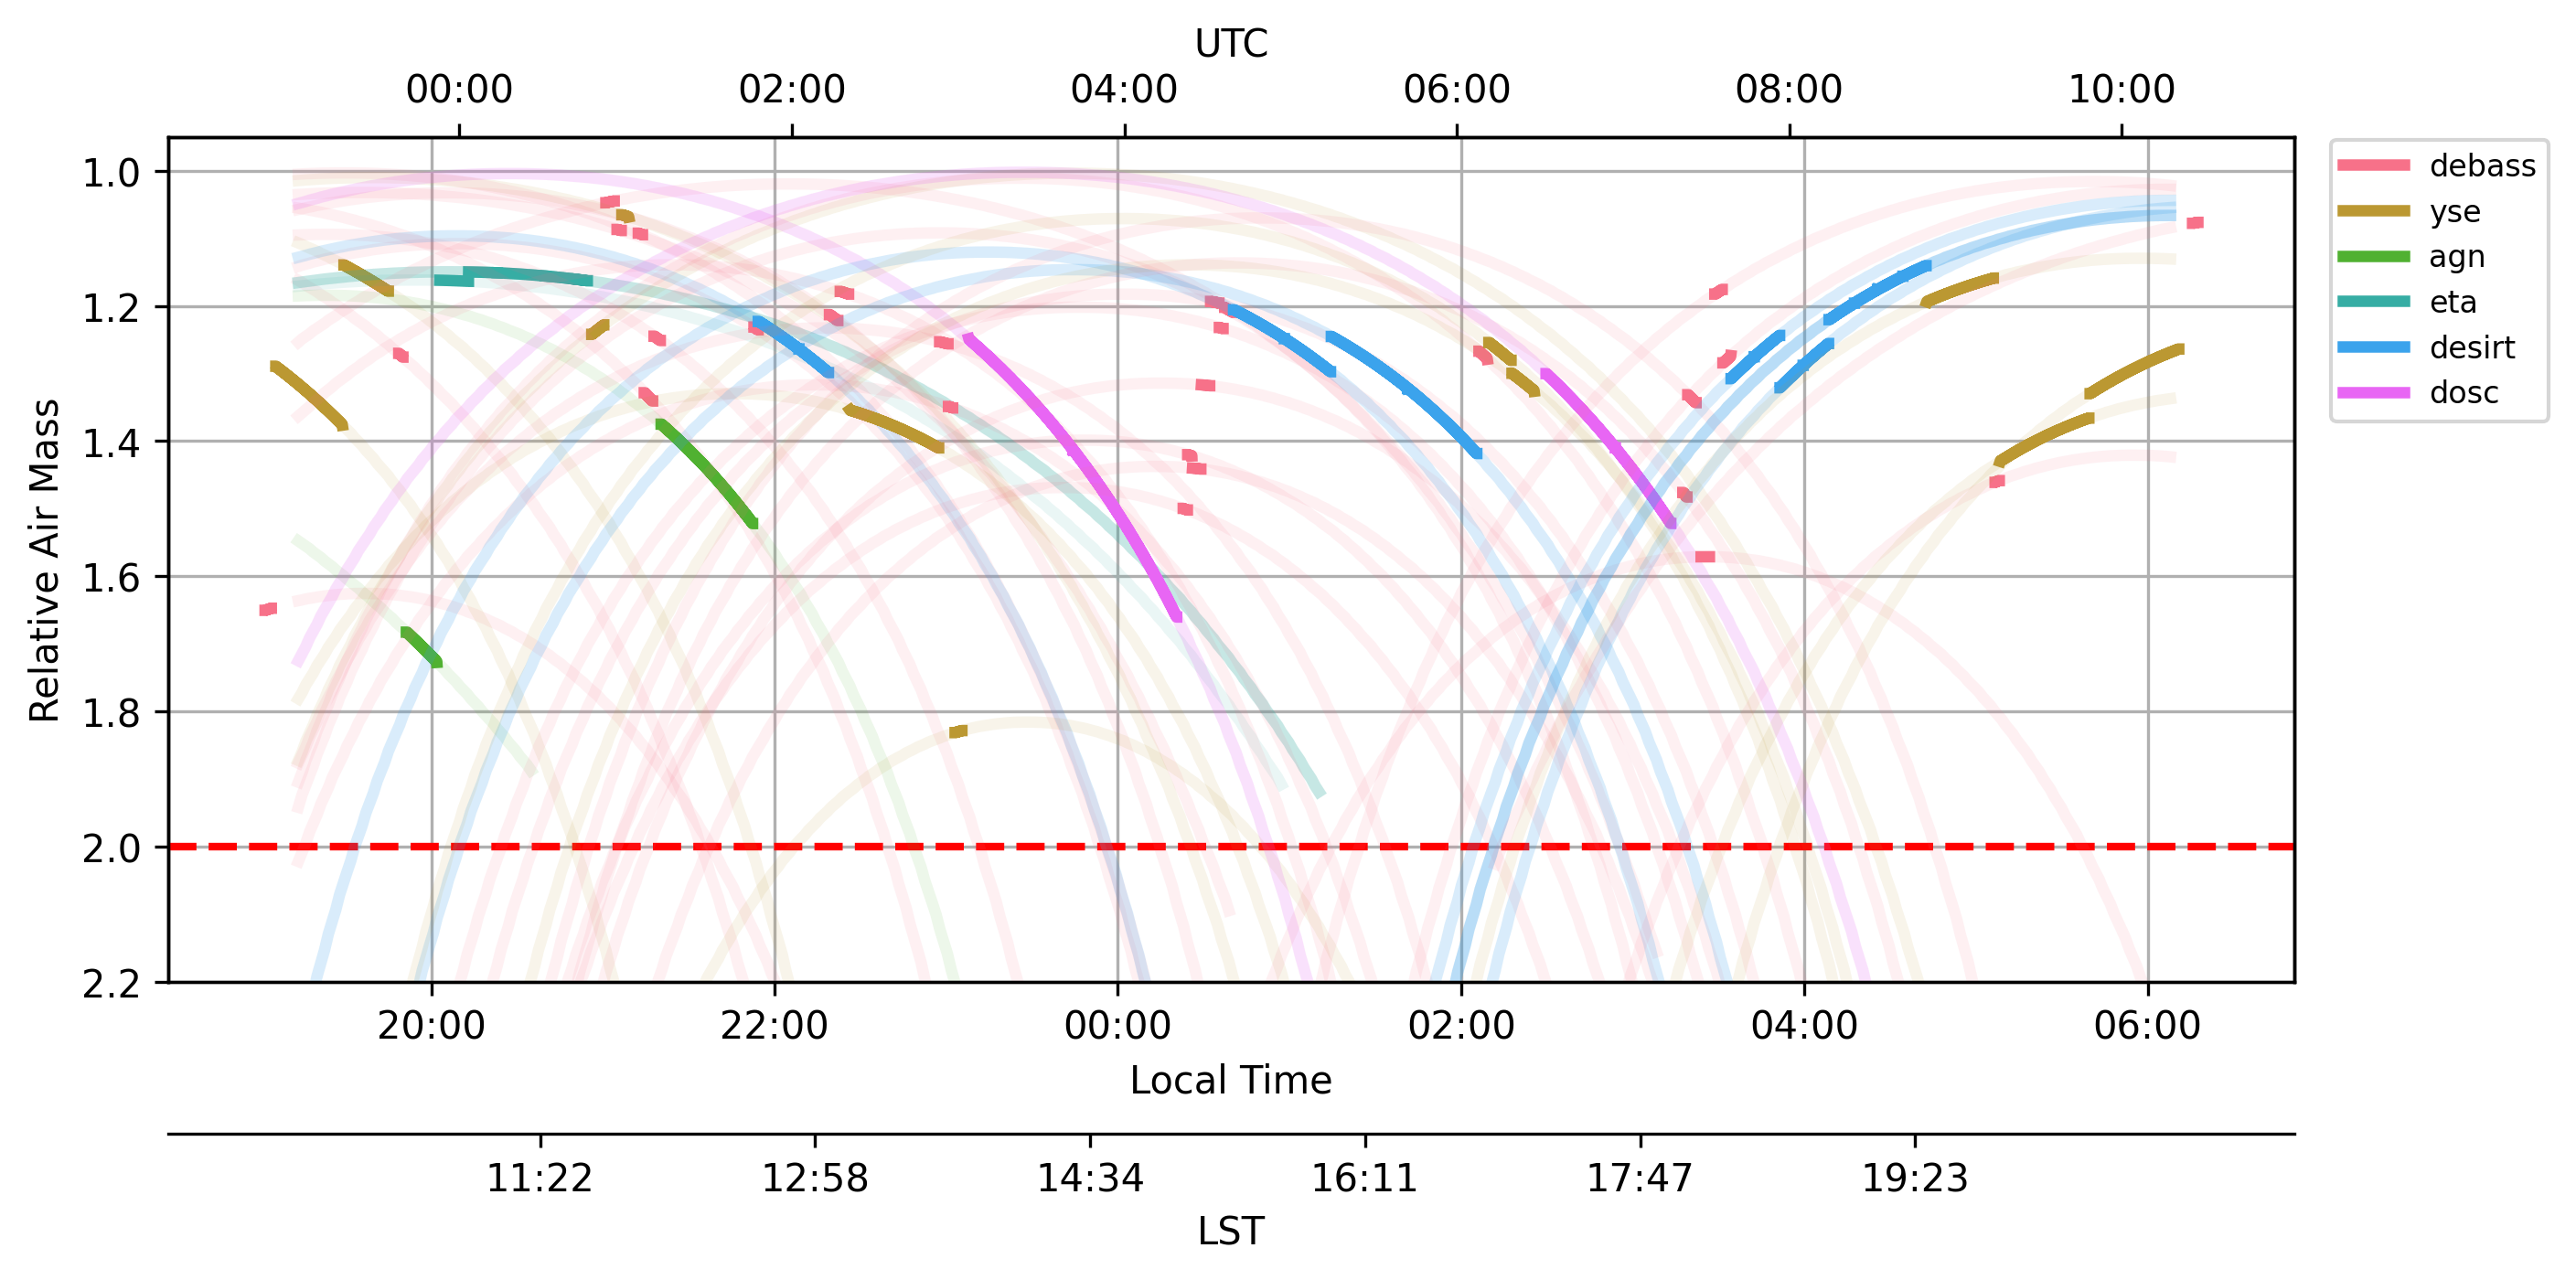 UTC
00:00 02:00 04:00 06:00 08:00 10:00
debass
yse
agn
eta
desirt
dosc
Relative Air Mass
1.0
1.2
1.4
1.6
1.8
2.0
2.2
20:00 22:00 00:00 02:00 04:00 06:00
Local Time
11:22 12:58 14:34 16:11 17:47 19:23
LST